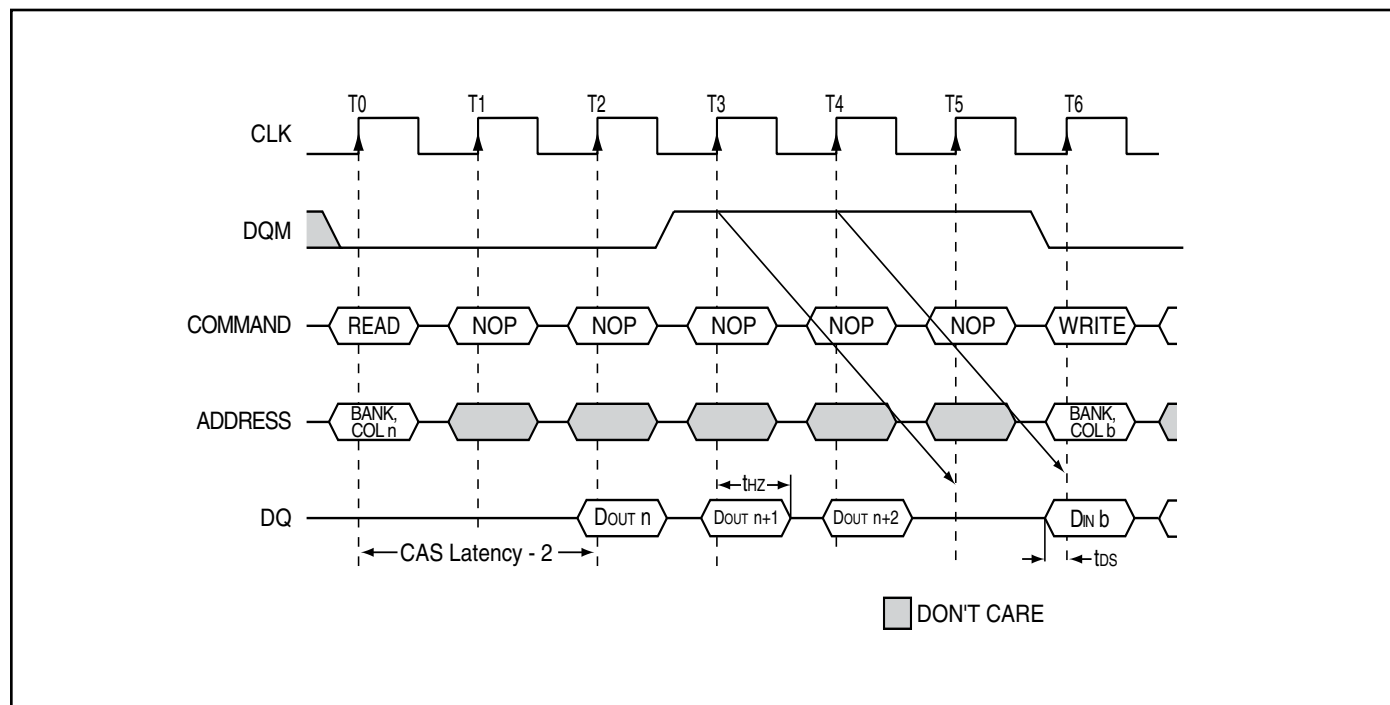 T0 T1 T2 T3 T4 T5 T6
CLK
DQM
COMMAND READ NOP NOP NOP NOP NOP WRITE
ADDRESS BANK, COL n BANK, COL b
tHZ
DQ DOUT n DOUT n+1 DOUT n+2 DIN b
CAS Latency - 2 tDS
DON'T CARE